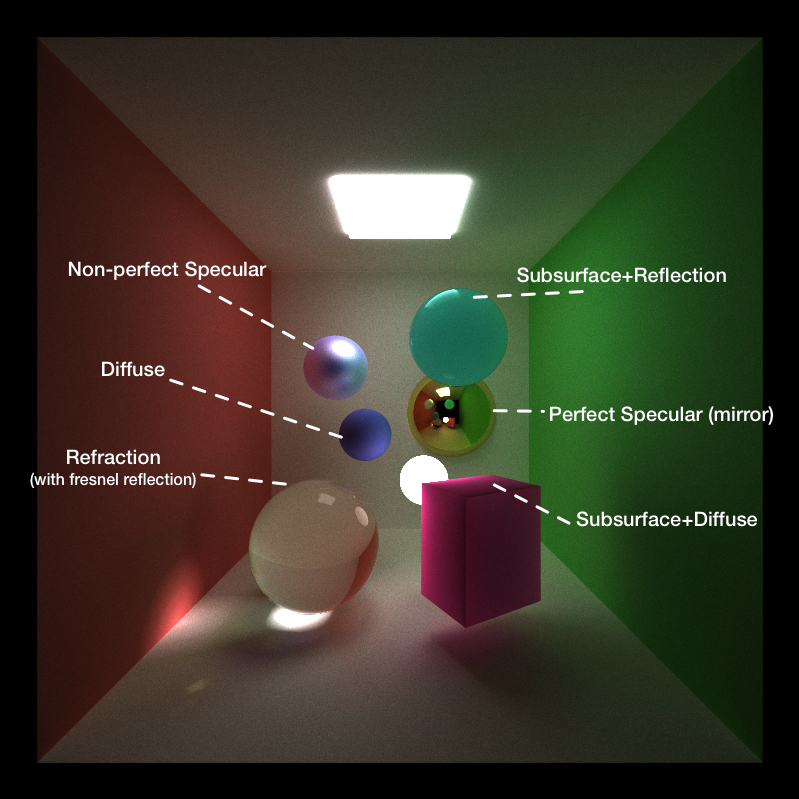 Non-perfect Specular
Subsurface+Reflection
Diffuse
Perfect Specular (mirror)
Refraction
(with fresnel reflection)
Subsurface+Diffuse